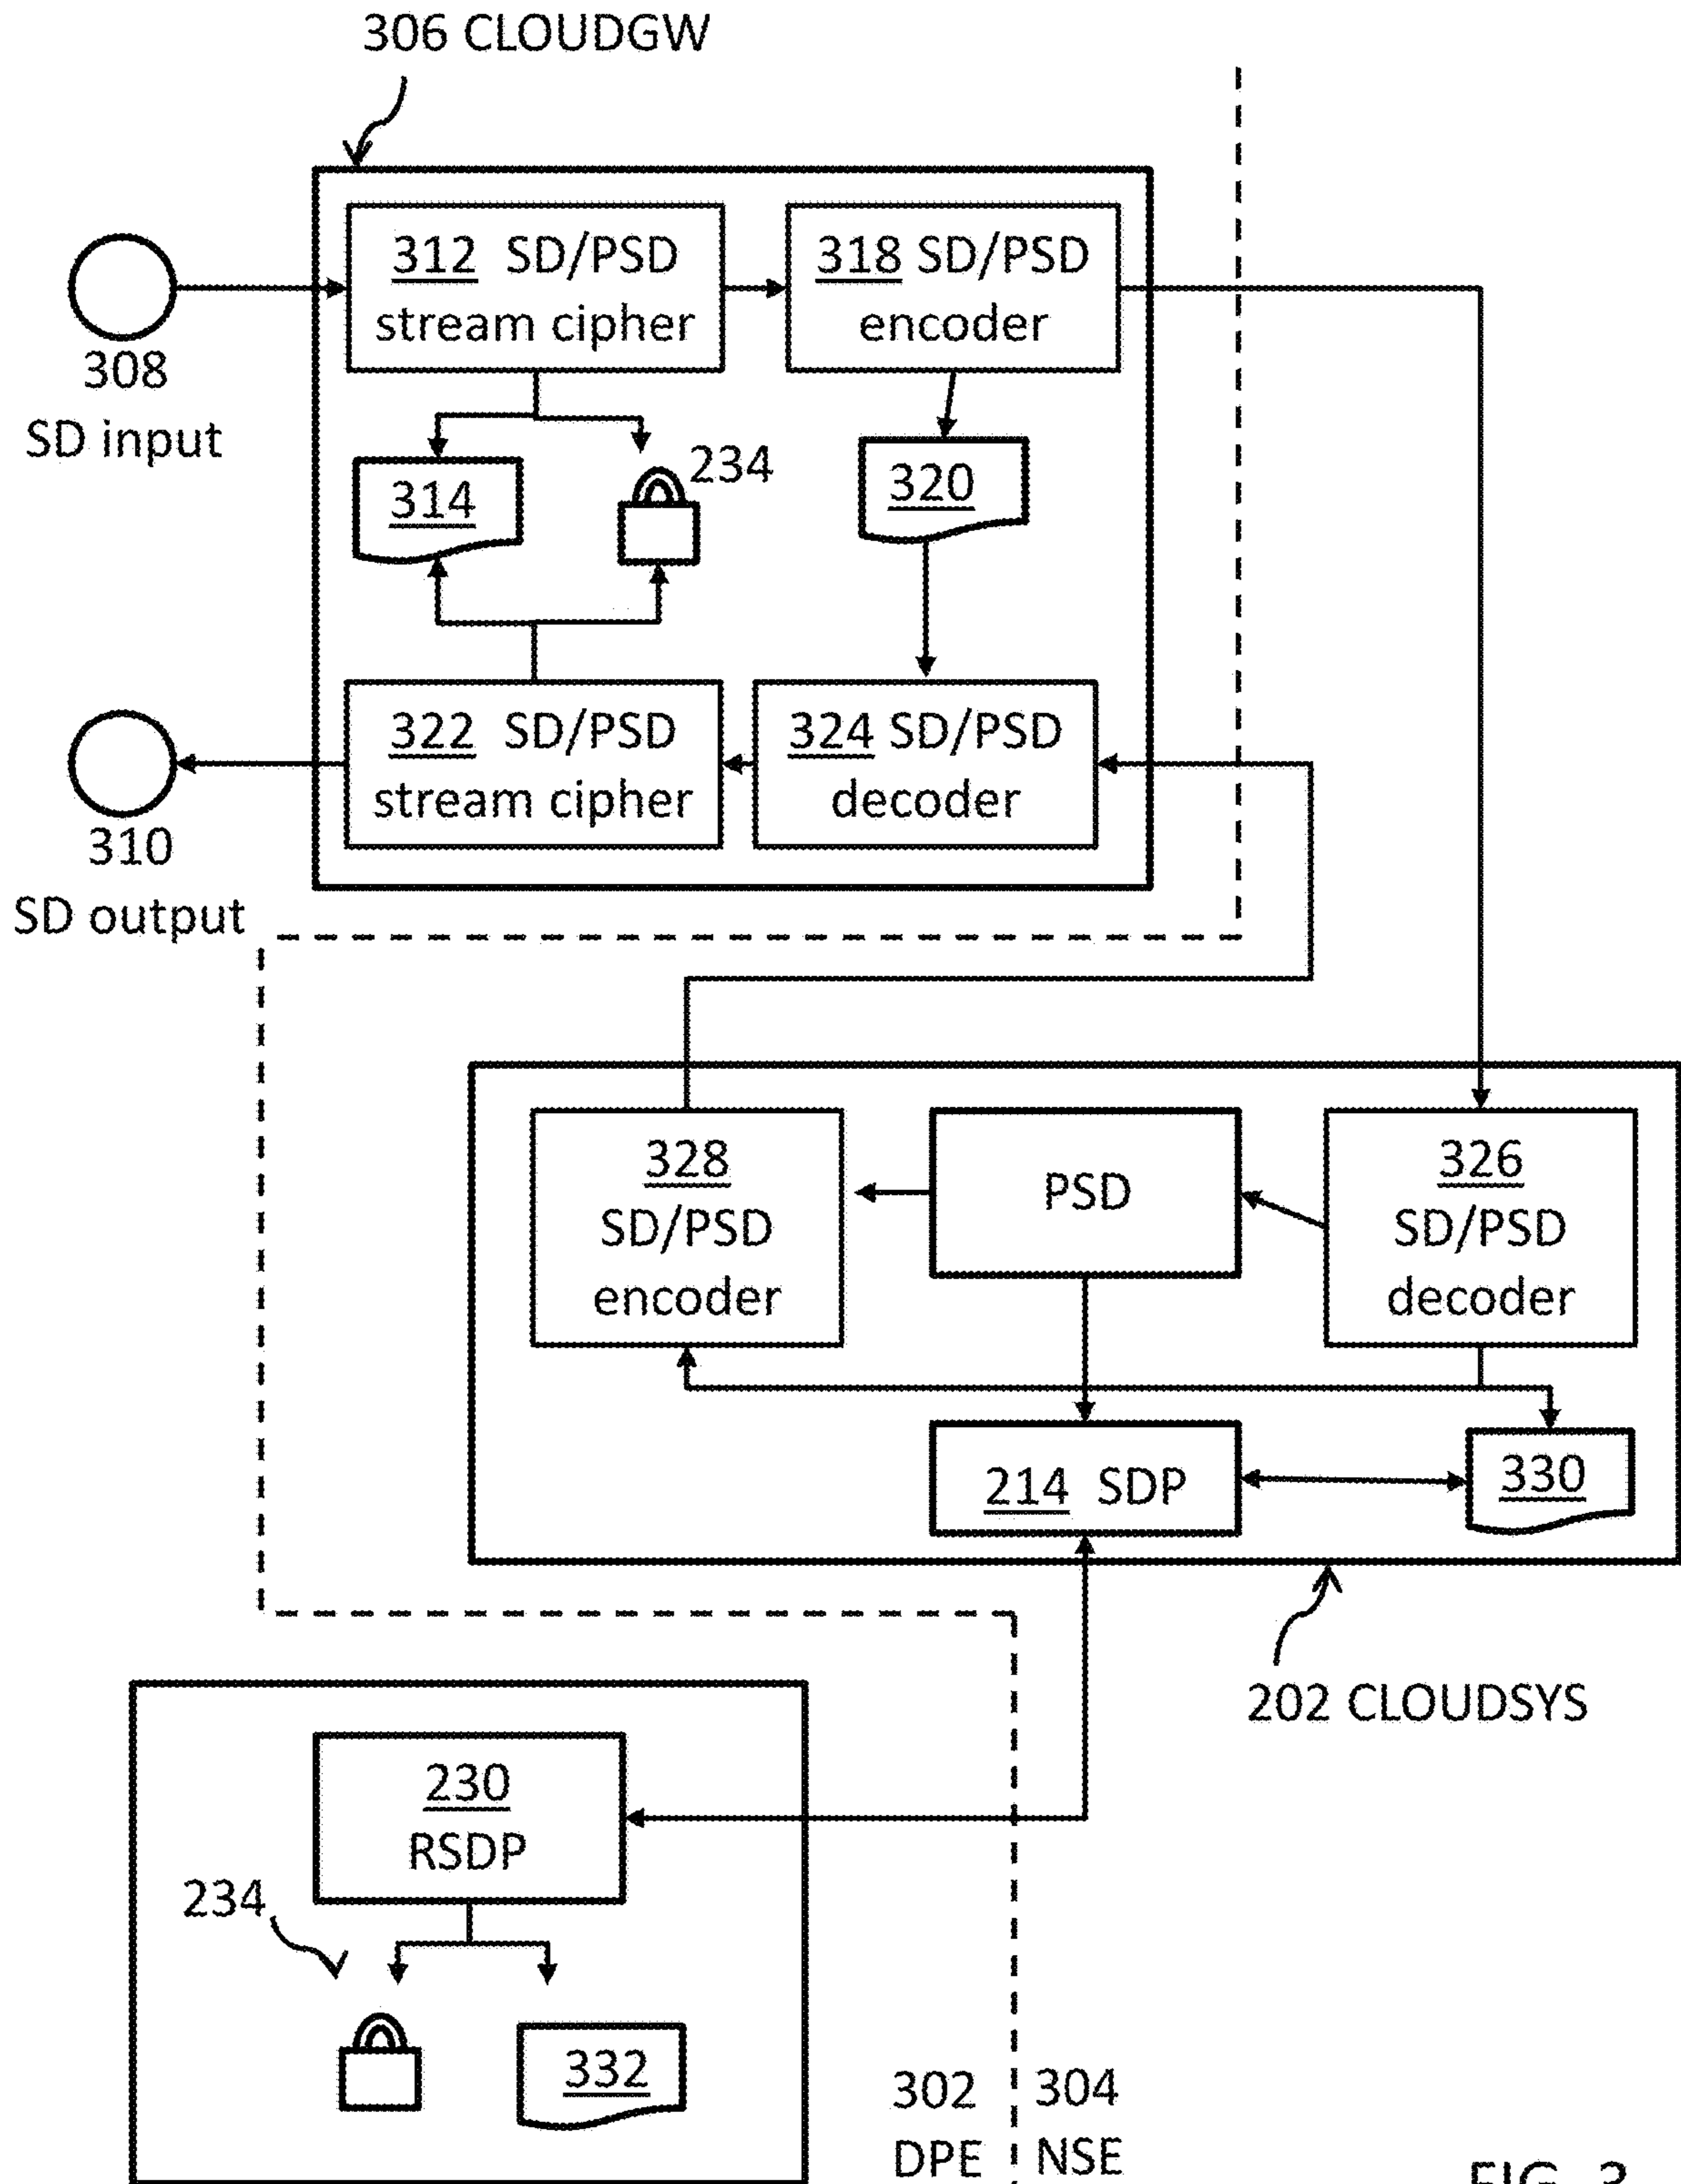 306 CLOUDGW
312 SD/PSD
stream cipher
318 SD/PSD
encoder
308
SD input
314
234
320
322 SD/PSD
stream cipher
324 SD/PSD
decoder
310
SD output
328
SD/PSD
encoder
PSD
326
SD/PSD
decoder
214 SDP
330
202 CLOUDSYS
230
RSDP
234
332
302
DPE
304
NSE
FIG. 3